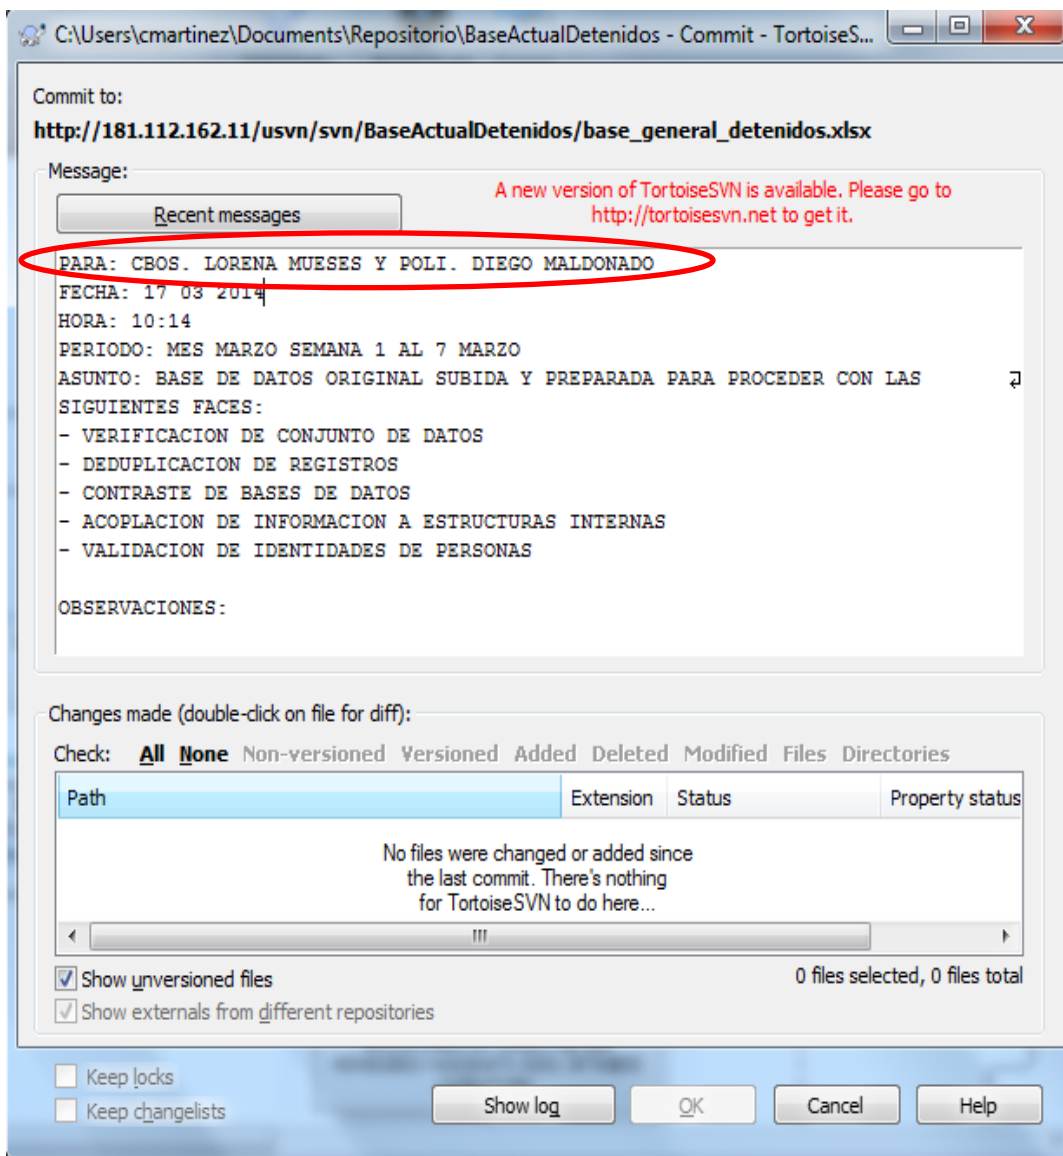 C:\Users\cmartinez\Documents\Repositorio\BaseActualDetenidos - Commit - TortoiseS...
Commit to:
http://181.112.162.11/usvn/svn/BaseActualDetenidos/base_general_detenidos.xlsx
Message:
Recent messages
A new version of TortoiseSVN is available. Please go to
http://tortoisesvn.net to get it.
PARA: CBOS. LORENA MUESES Y POLI. DIEGO MALDONADO
FECHA: 17 03 2014
HORA: 10:14
PERIODO: MES MARZO SEMANA 1 AL 7 MARZO
ASUNTO: BASE DE DATOS ORIGINAL SUBIDA Y PREPARADA PARA PROCEDER CON LAS
SIGUIENTES FACES:
- VERIFICACION DE CONJUNTO DE DATOS
- DEDUPLICACION DE REGISTROS
- CONTRASTE DE BASES DE DATOS
- ACOPLACION DE INFORMACION A ESTRUCTURAS INTERNAS
- VALIDACION DE IDENTIDADES DE PERSONAS
OBSERVACIONES:
Changes made (double-click on file for diff):
Check: All None Non-versioned Versioned Added Deleted Modified Files Directories
Path Extension Status Property status
No files were changed or added since
the last commit. There's nothing
for TortoiseSVN to do here...
Show unversioned files
0 files selected, 0 files total
Show externals from different repositories
Keep locks
Keep changelists
Show log
OK
Cancel
Help